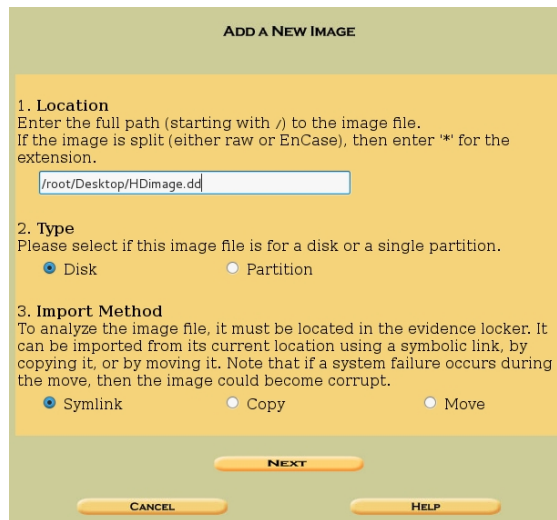 ADD A NEW IMAGE
1. Location
Enter the full path (starting with /) to the image file.
If the image is split (either raw or EnCase), then enter '*' for the
extension.
/root/Desktop/HDimage.dd
2. Type
Please select if this image file is for a disk or a single partition.
Disk Partition
3. Import Method
To analyze the image file, it must be located in the evidence locker. It
can be imported from its current location using a symbolic link, by
copying it, or by moving it. Note that if a system failure occurs during
the move, then the image could become corrupt.
Symlink Copy Move
NEXT
CANCEL HELP